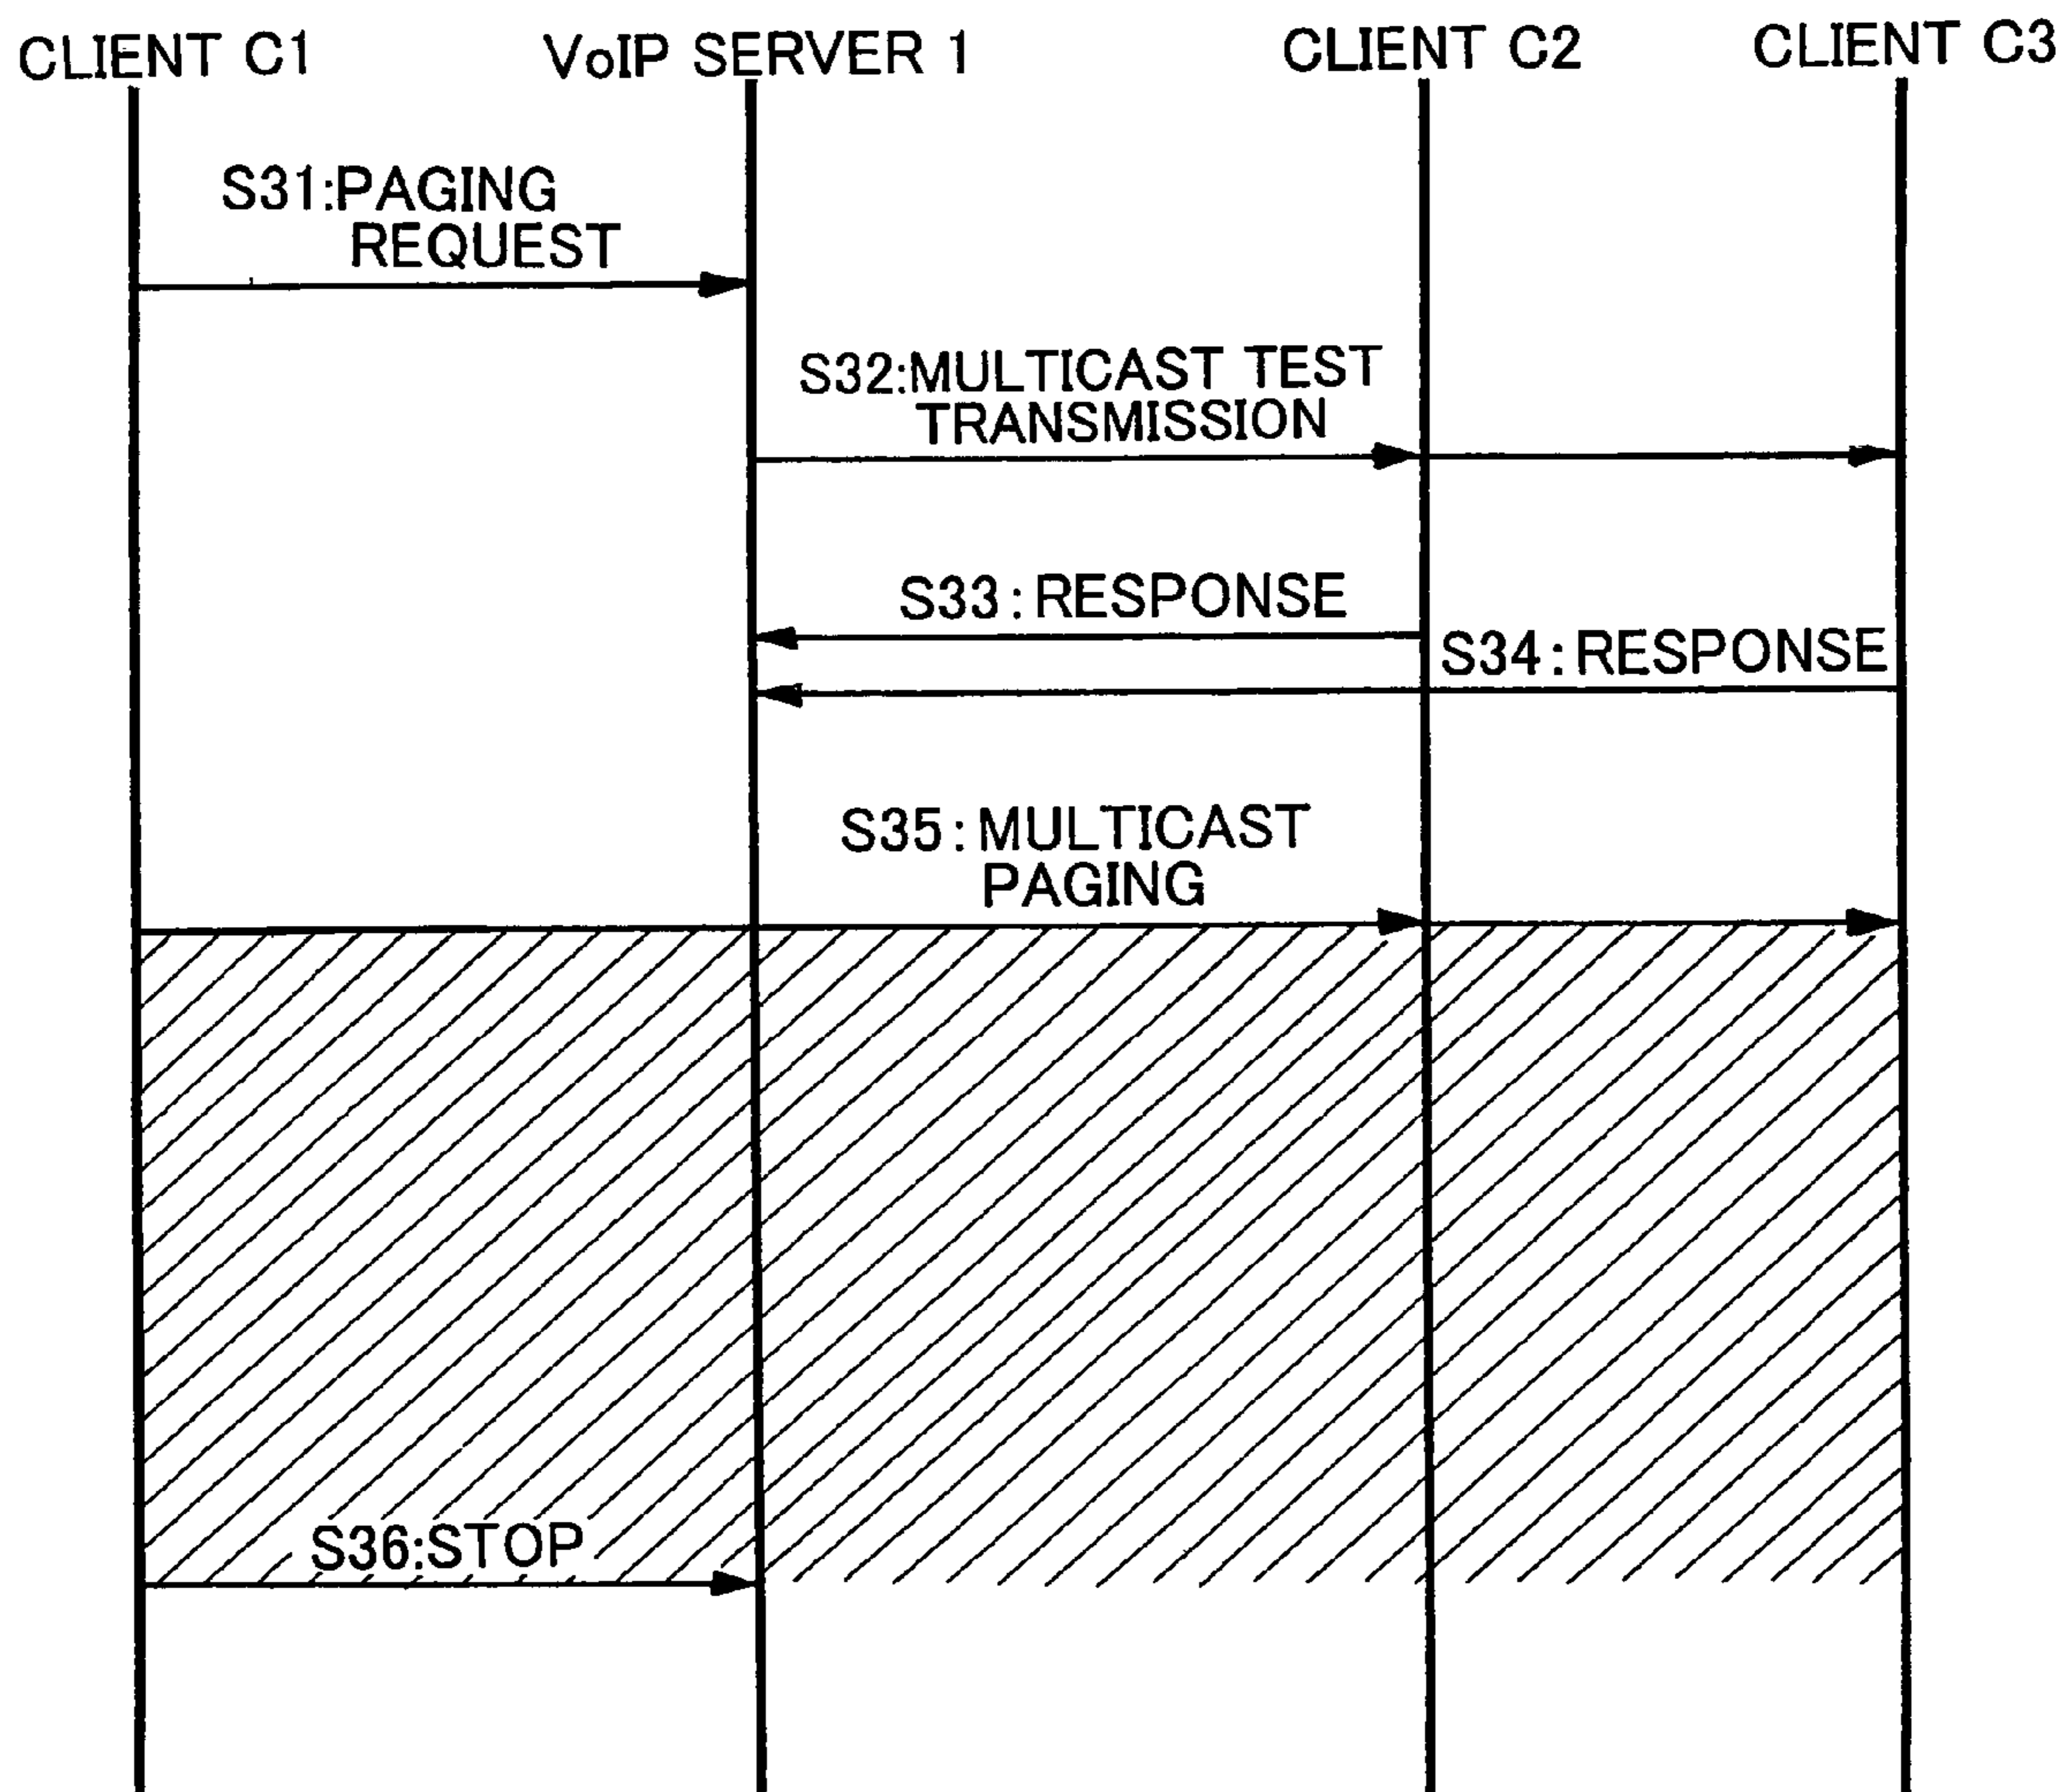 CLIENT C1
VoIP SERVER 1
CLIENT C2
CLIENT C3
S31:PAGING
REQUEST
S32:MULTICAST TEST
TRANSMISSION
S33:RESPONSE
S34:RESPONSE
S35:MULTICAST
PAGING
S36:STOP